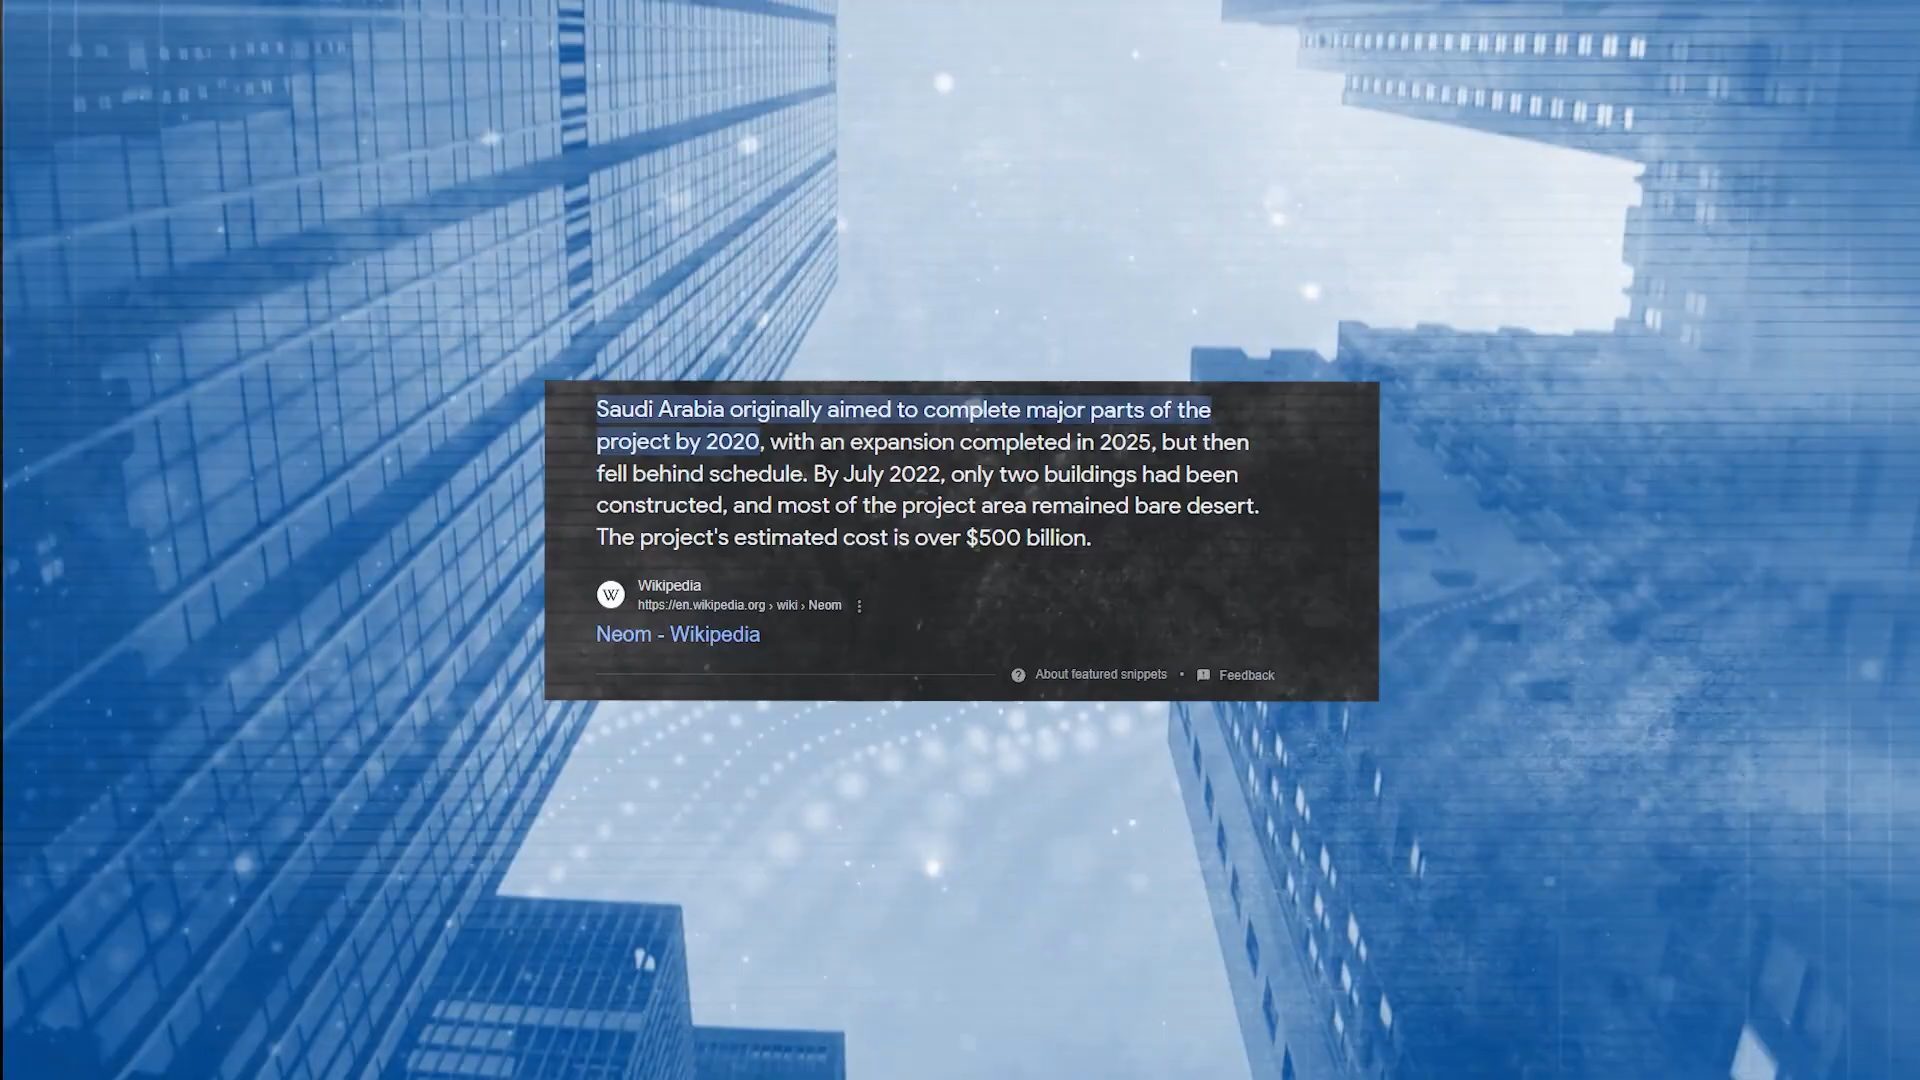 Saudi Arabia originally aimed to complete major parts of the
project by 2020, with an expansion completed in 2025, but then
fell behind schedule. By July 2022, only two buildings had been
constructed, and most of the project area remained bare desert.
The project's estimated cost is over $500 billion.
W
Wikipedia
https://en.wikipedia.org › wiki › Neom
Neom - Wikipedia
About featured snippets • Feedback